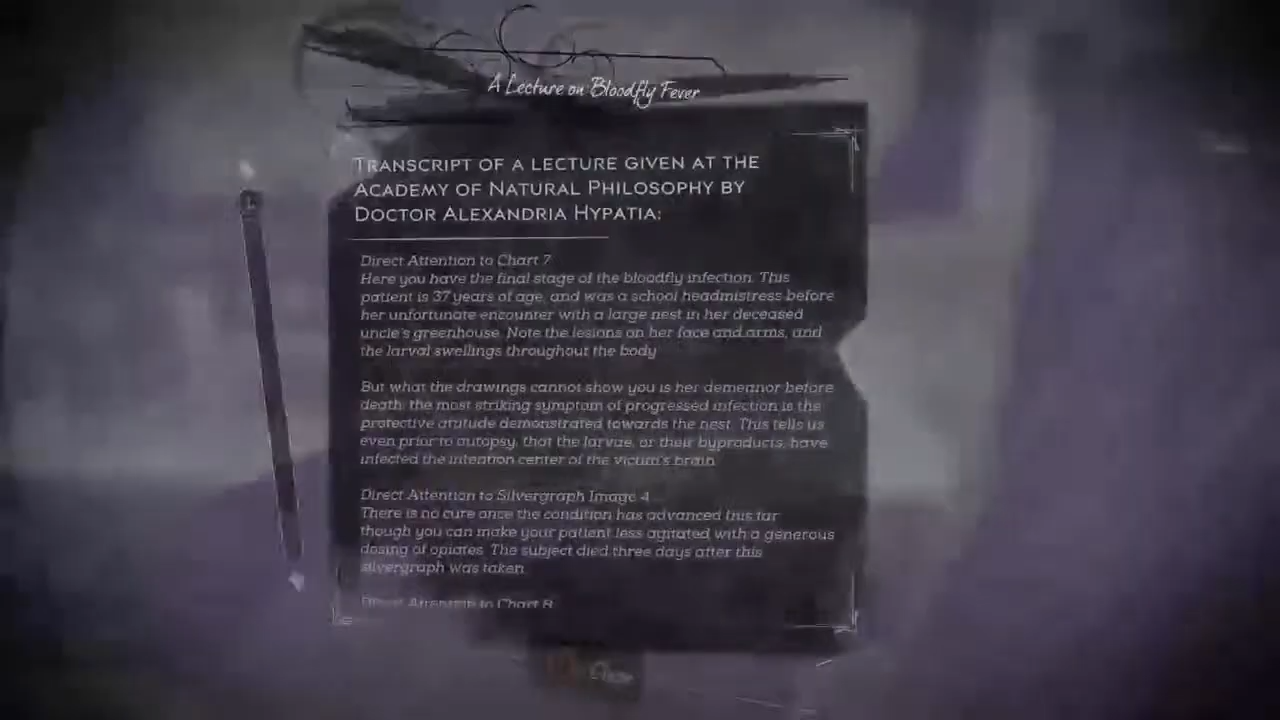 A Lecture on Bloodfly Fever
TRANSCRIPT OF A LECTURE GIVEN AT THE
ACADEMY OF NATURAL PHILOSOPHY BY
DOCTOR ALEXANDRIA HYPATIA:
Direct Attention to Chart 7
Here you have the final stage of the bloodfly infection. This
patient is 37 years of age, and was a school headmistress before
her unfortunate encounter with a large nest in her deceased
uncle's greenhouse. Note the lesions on her face and arms, and
the larval swellings throughout the body
But what the drawings cannot show you is her demeanor before
death: the most striking symptom of progressed infection is the
protective attitude demonstrated towards the nest. This tells us
even prior to autopsy, that the larvae, or their byproducts, have
infected the intention center of the victim's brain
Direct Attention to Silvergraph Image 4
There is no cure once the condition has advanced this far
though you can make your patient less agitated with a generous
dosing of opiates. The subject died three days after this
silvergraph was taken.
Direct Attention to Chart 8
Close